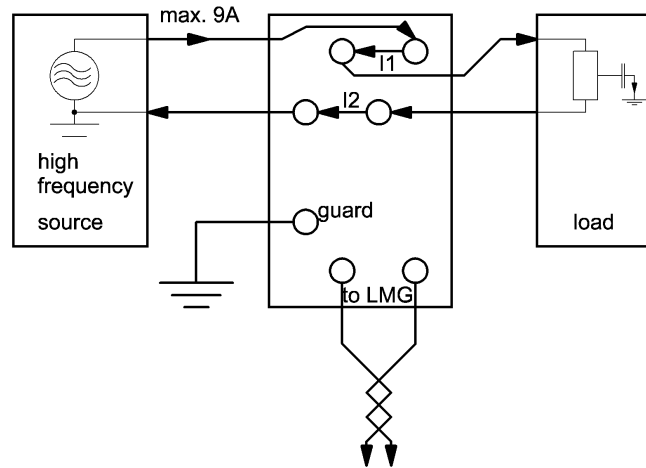 max. 9A
I1
I2
high
frequency
source
guard
load
to LMG